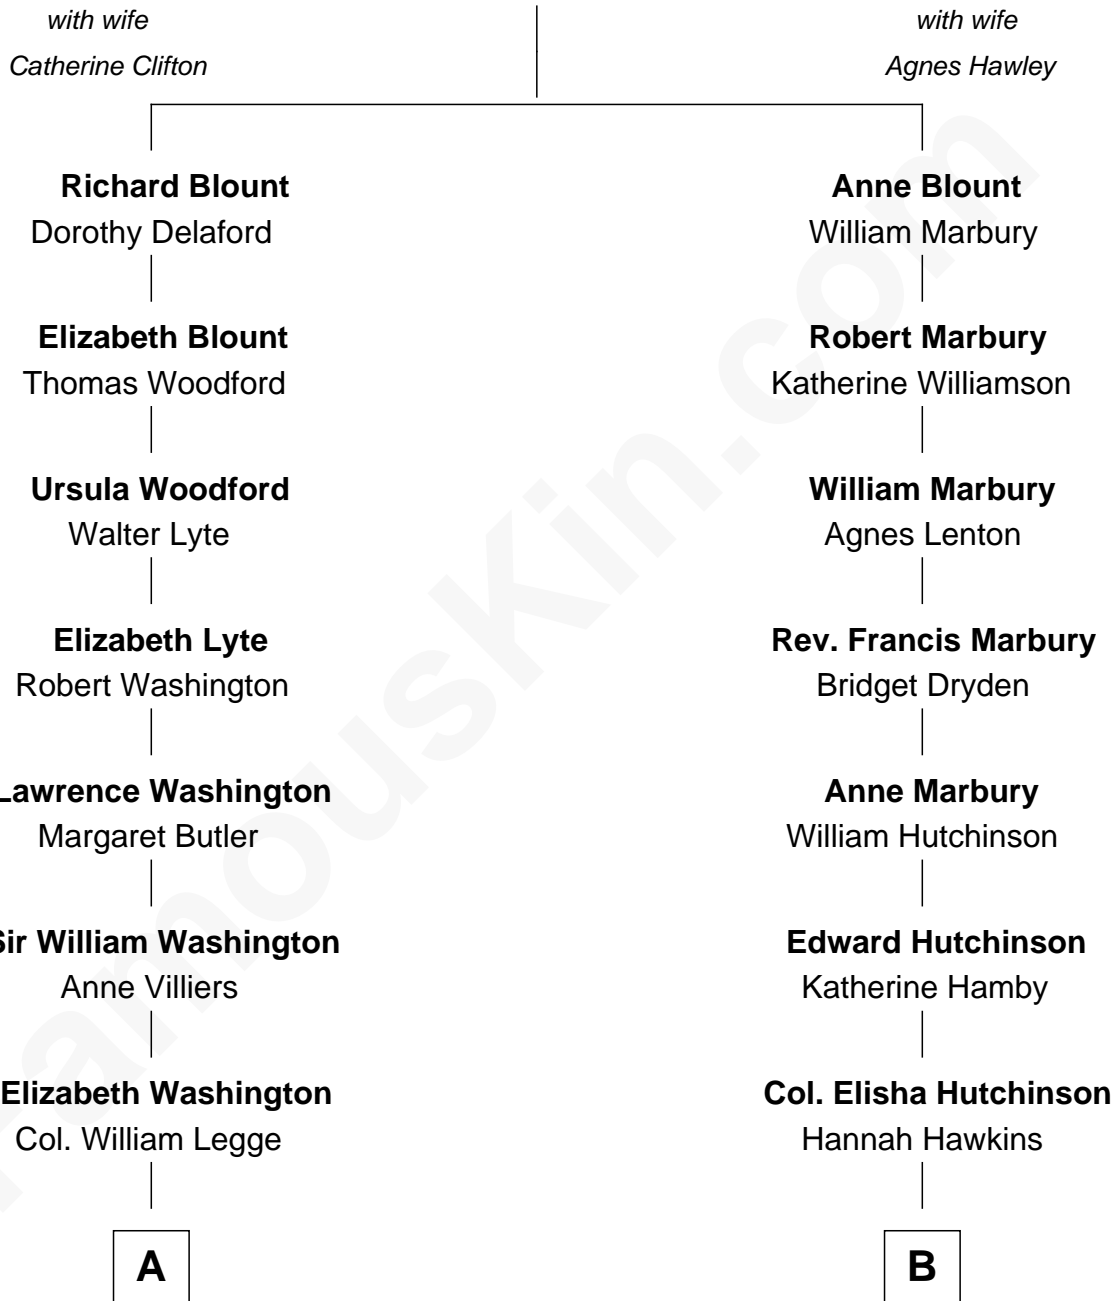 with wife
Catherine Clifton
with wife
Agnes Hawley
Richard Blount
Dorothy Delaford
Anne Blount
William Marbury
Elizabeth Blount
Thomas Woodford
Robert Marbury
Katherine Williamson
Ursula Woodford
Walter Lyte
William Marbury
Agnes Lenton
Elizabeth Lyte
Robert Washington
Rev. Francis Marbury
Bridget Dryden
Lawrence Washington
Margaret Butler
Anne Marbury
William Hutchinson
Sir William Washington
Anne Villiers
Edward Hutchinson
Katherine Hamby
Elizabeth Washington
Col. William Legge
Col. Elisha Hutchinson
Hannah Hawkins
A
B
FamousKin.com